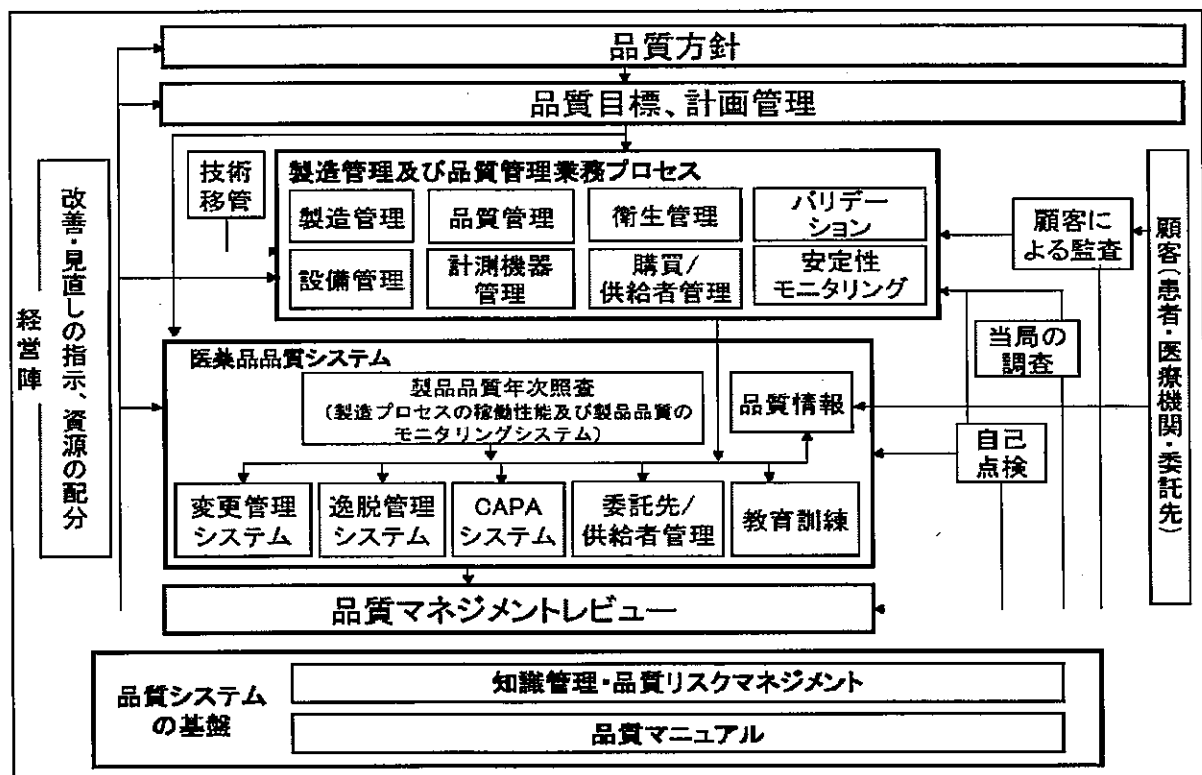 品質方針
品質目標、計画管理
技術
移管
製造管理及び品質管理業務プロセス
製造管理
品質管理
衛生管理
バリデー
ション
設備管理
計測機器
管理
購買/
供給者管理
安定性
モニタリング
顧客に
よる監査
当局の
調査
自己
点検
顧客(患者・医療機関・委託先)
経営陣
改善・見直しの指示、資源の配分
医薬品品質システム
製品品質年次照査
(製造プロセスの稼働性能及び製品品質の
モニタリングシステム)
品質情報
変更管理
システム
逸脱管理
システム
CAPA
システム
委託先/
供給者管理
教育訓練
品質マネジメントレビュー
品質システム
の基盤
知識管理・品質リスクマネジメント
品質マニュアル